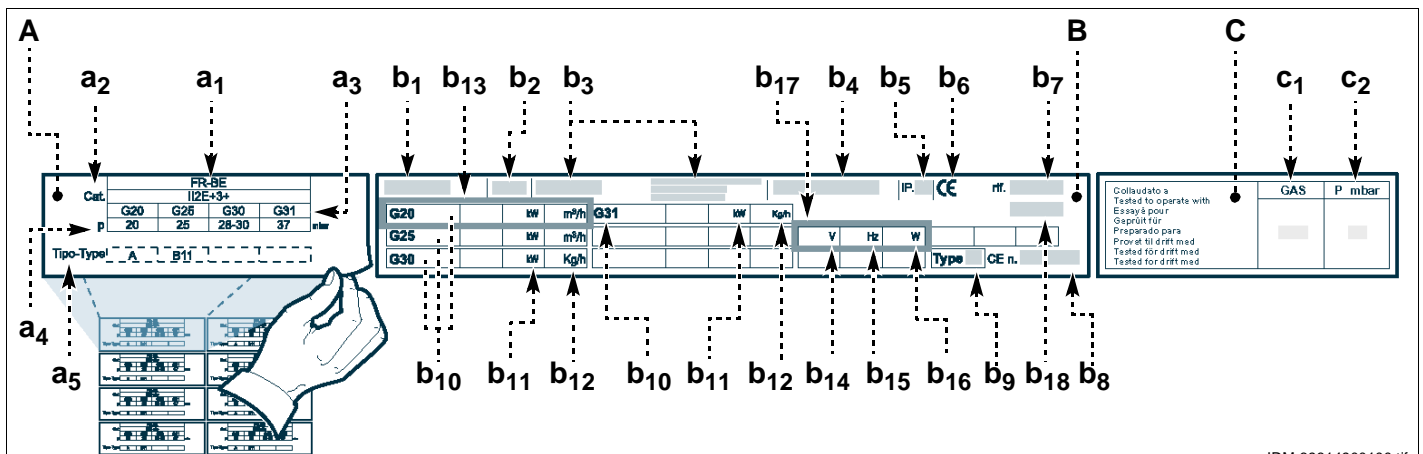 A B C
a2 a1 a3 b1 b13 b2 b3 b17 b4 b5 b6 b7 c1 c2
FR-BE
Cat. II2E+3+
G20 G25 G30 G31
p 20 25 28-30 37 mbar
Tipo-Type A B11
IP. CE rif.
G20 kW m³/h G31 kW Kg/h
G25 kW m³/h V Hz W
G30 kW Kg/h Type CE n.
Collaudato a
Tested to operate with
Essayé pour
Geprüft für
Preparado para
Provet til drift med
Tested för drift med
Tested for drift med
GAS P mbar
a4 a5 b10 b11 b12 b10 b11 b12 b14 b15 b16 b9 b18 b8